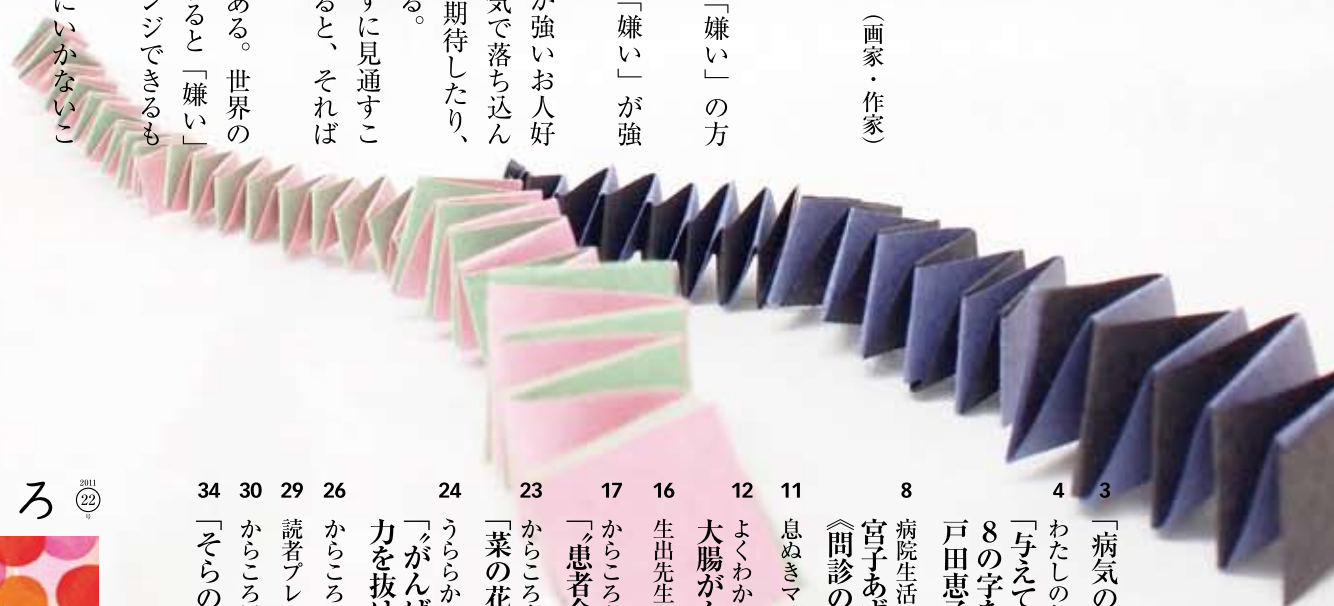 （画家・作家）
「嫌い」の方
「嫌い」が強
が強いお人好
気で落ち込ん
期待したり、
る。
ずに見通すこ
ると、それば
ある。世界の
ると「嫌い」
ンジできるも
にいかないこ
3
「病気の
4
わたしの
「与えて
8の字を
戸田恵子
8
病院生活
宮子あず
《問診の
11
息ぬきマ
12
よくわか
大腸がん
16
生出先生
17
からころ
“患者会
23
からころ
「菜の花
24
うららか
「“がんば
力を抜け
26
からころ
29
読者プレ
30
からころ
34
「そらの
ろ
2011
22
号